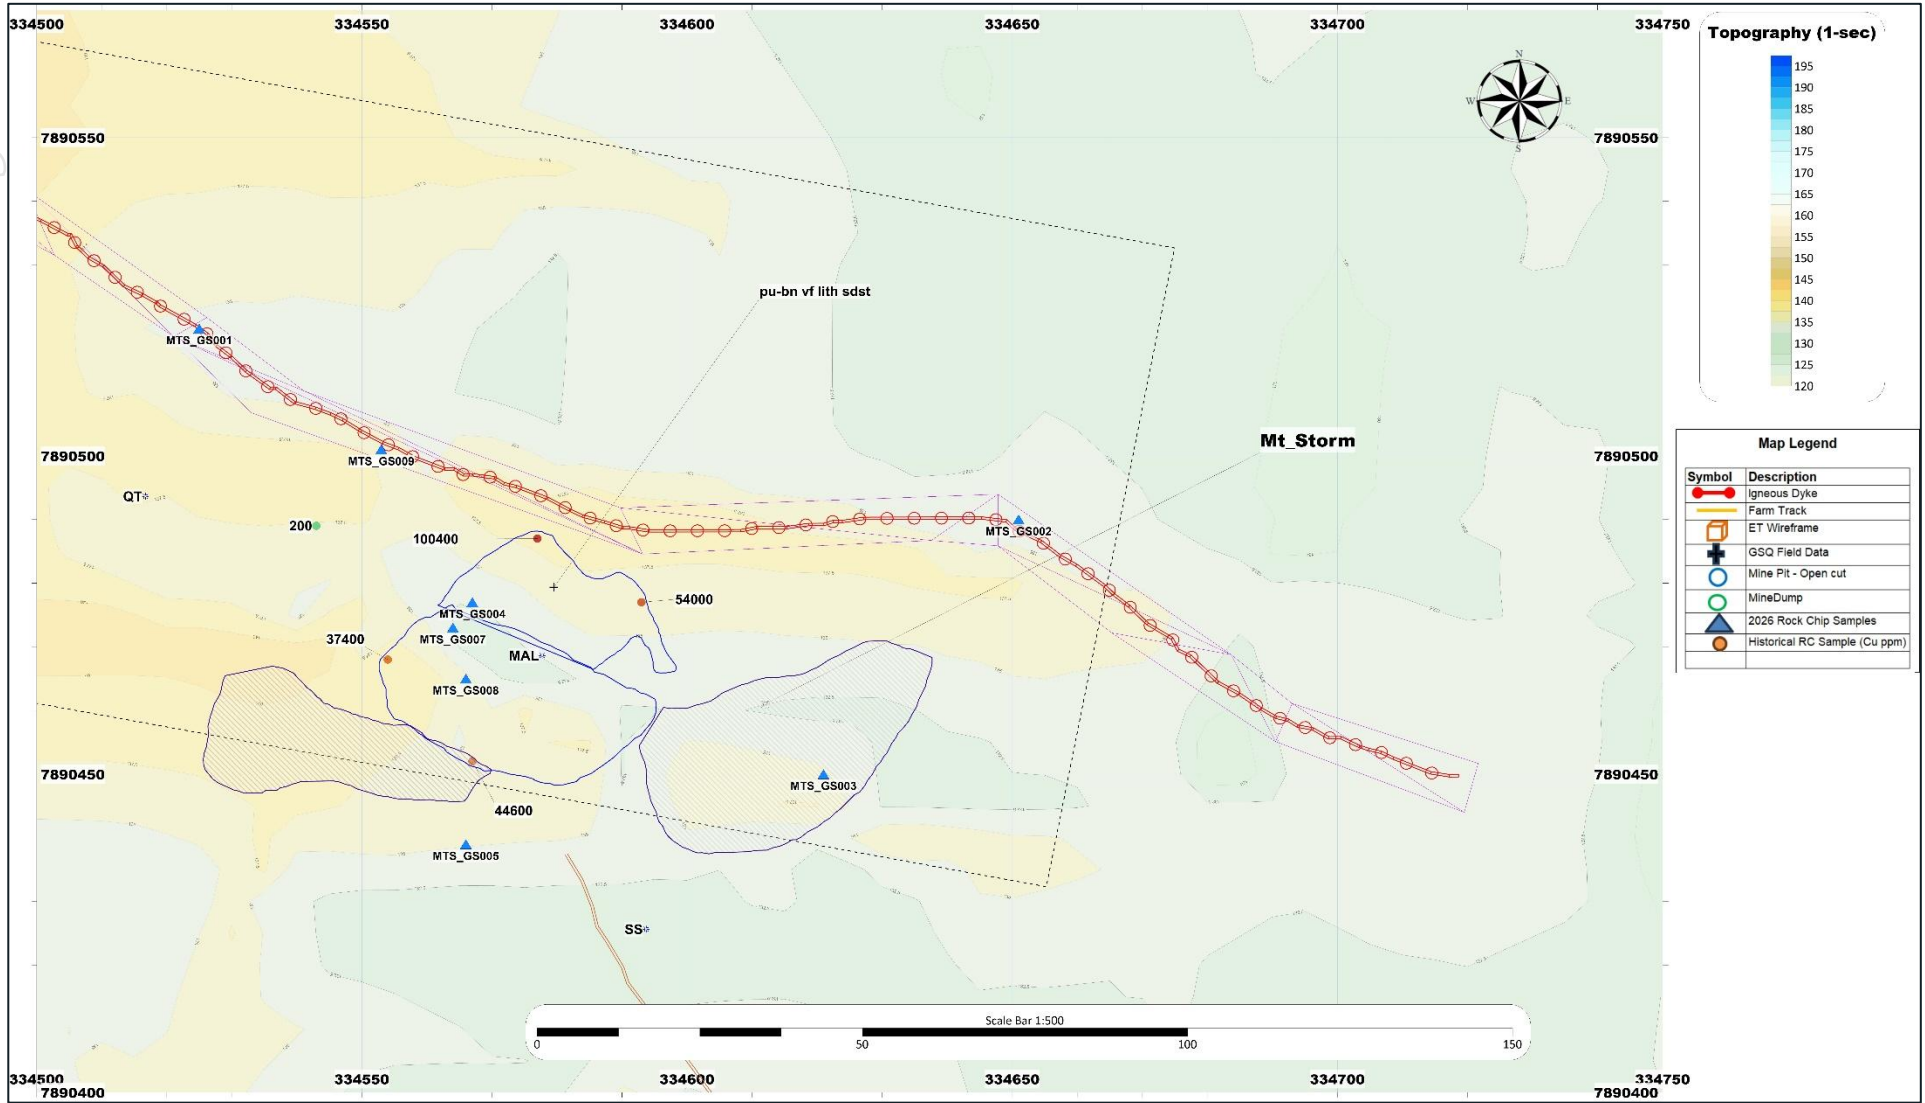 334500
334550
334600
334650
334700
334750
Topography (1-sec)
195
190
185
180
175
170
165
160
155
150
145
140
135
130
125
120
N
W
E
S
7890550
7890550
pu-bn vf lith sdst
MTS_GS001
Mt_Storm
7890500
7890500
MTS_GS009
QT
200
100400
MTS_GS002
54000
MTS_GS004
MTS_GS007
37400
MAL
MTS_GS008
7890450
7890450
MTS_GS003
44600
MTS_GS005
SS
Map Legend
Symbol Description
Igneous Dyke
Farm Track
ET Wireframe
GSQ Field Data
Mine Pit - Open cut
MineDump
2026 Rock Chip Samples
Historical RC Sample (Cu ppm)
Scale Bar 1:500
0
50
100
150
334500
334550
334600
334650
334700
334750
7890400
7890400